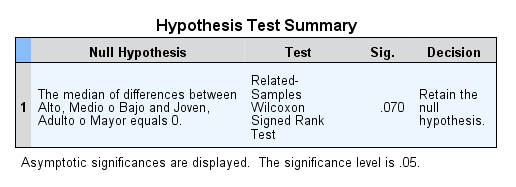 Hypothesis Test Summary
Null Hypothesis Test Sig. Decision
1 The median of differences between
Alto, Medio o Bajo and Joven,
Adulto o Mayor equals 0.
Related-
Samples
Wilcoxon
Signed Rank
Test
.070
Retain the
null
hypothesis.
Asymptotic significances are displayed. The significance level is .05.